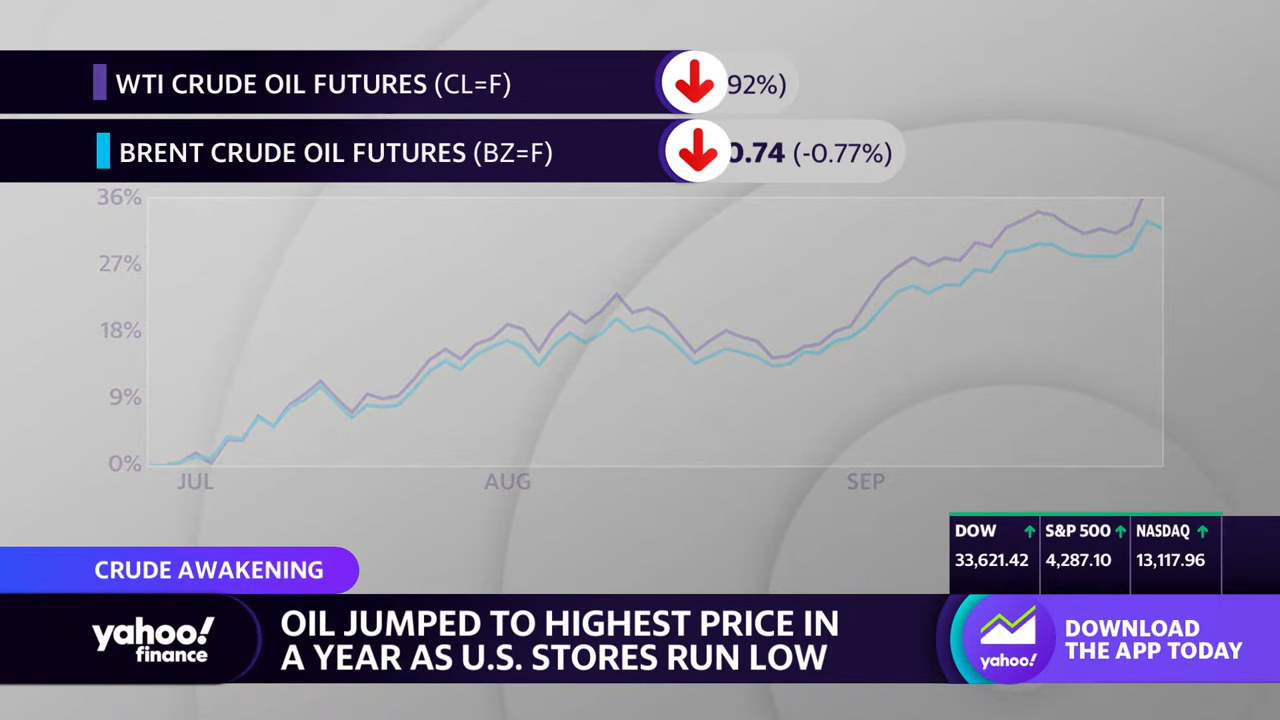 WTI CRUDE OIL FUTURES (CL=F)
92%)
BRENT CRUDE OIL FUTURES (BZ=F)
0.74 (-0.77%)
36%
27%
18%
9%
0%
JUL AUG SEP
DOW S&P 500 NASDAQ
33,621.42 4,287.10 13,117.96
CRUDE AWAKENING
yahoo!
finance
OIL JUMPED TO HIGHEST PRICE IN
A YEAR AS U.S. STORES RUN LOW
yahoo!
DOWNLOAD
THE APP TODAY